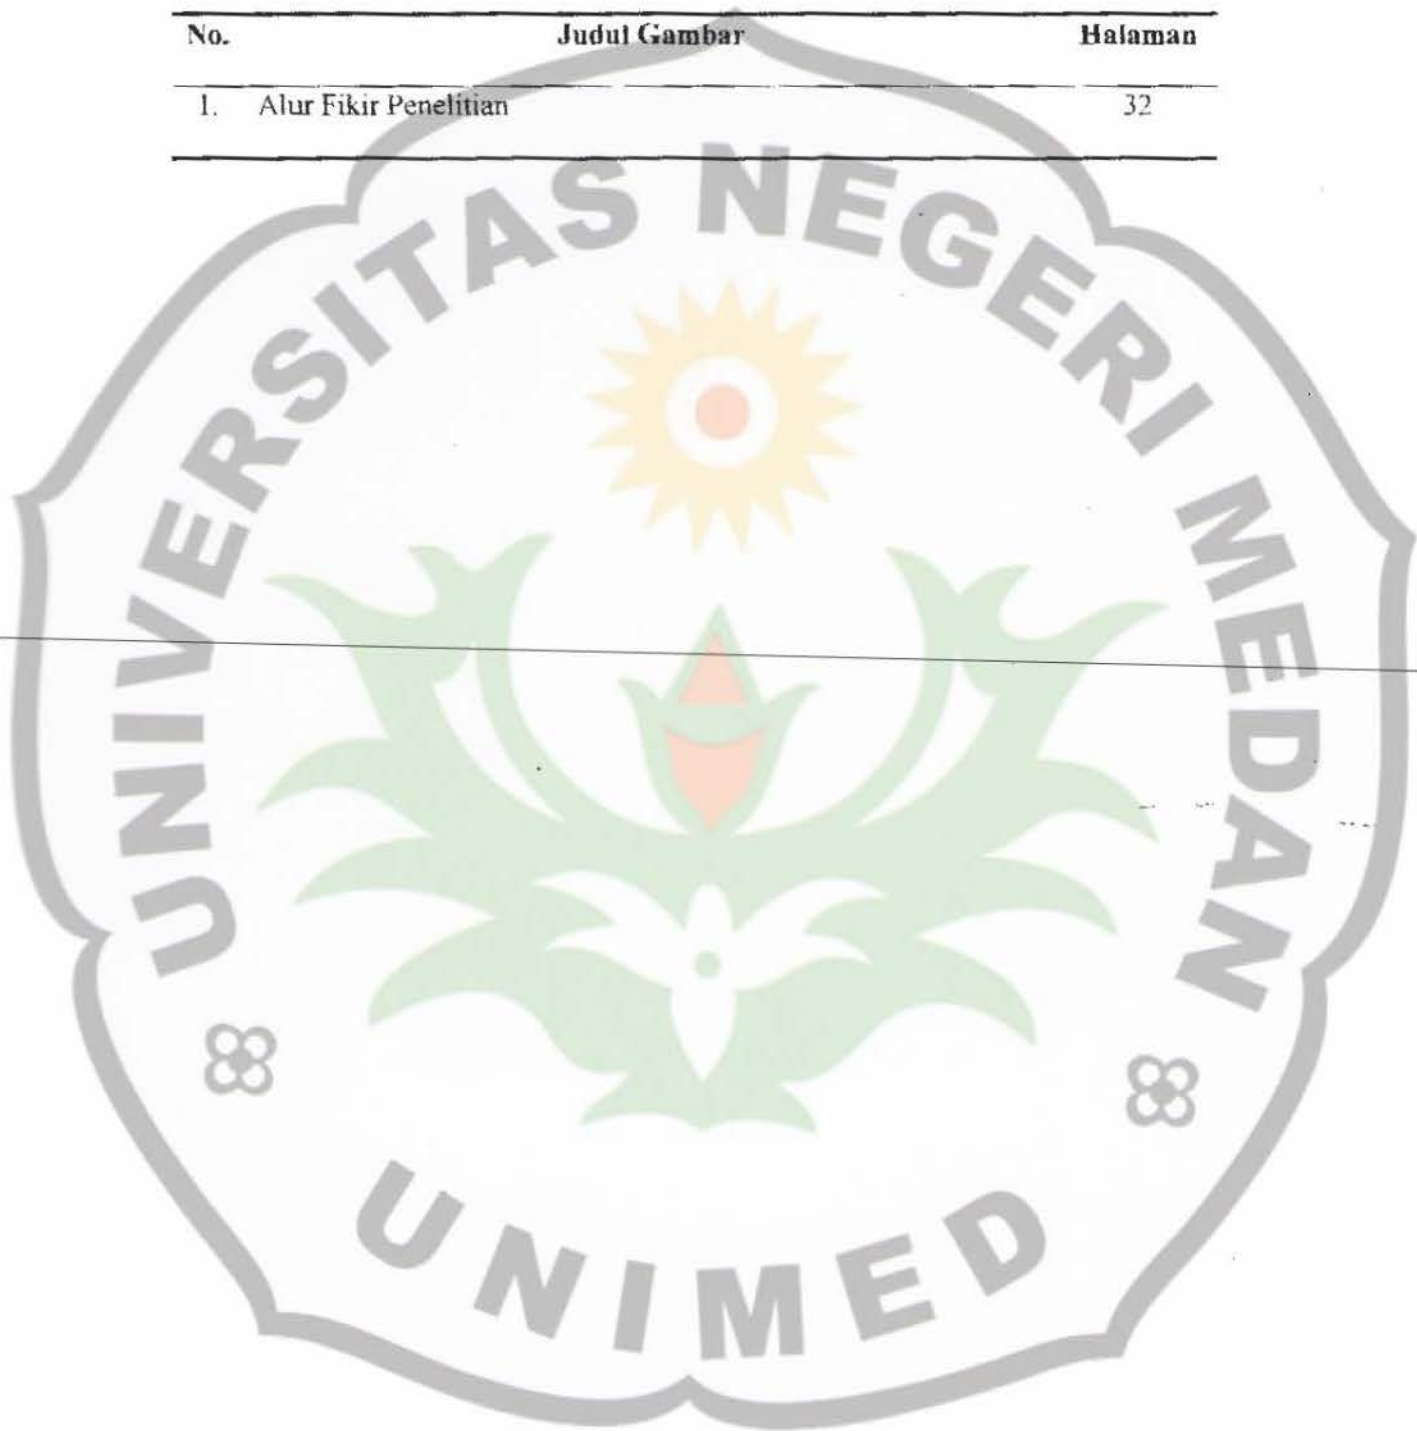 No. Judul Gambar Halaman
1. Alur Fikir Penelitian 32
UNIVERSITAS NEGERI MEDAN
UNIMED